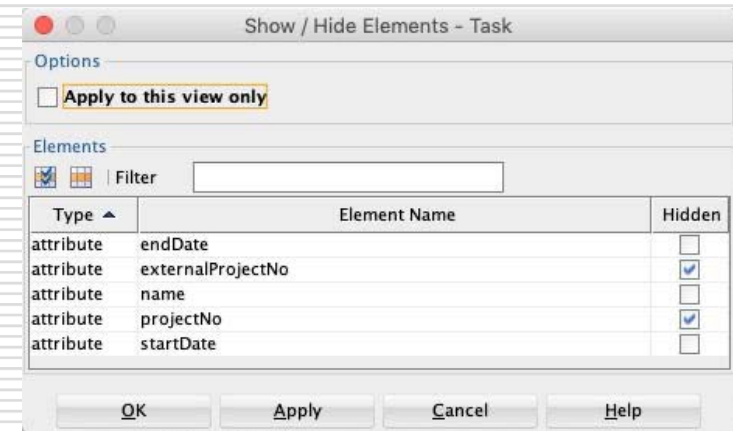 Show / Hide Elements - Task
Options
Apply to this view only
Elements
Filter
Type Element Name Hidden
attribute endDate
attribute externalProjectNo
attribute name
attribute projectNo
attribute startDate
OK Apply Cancel Help